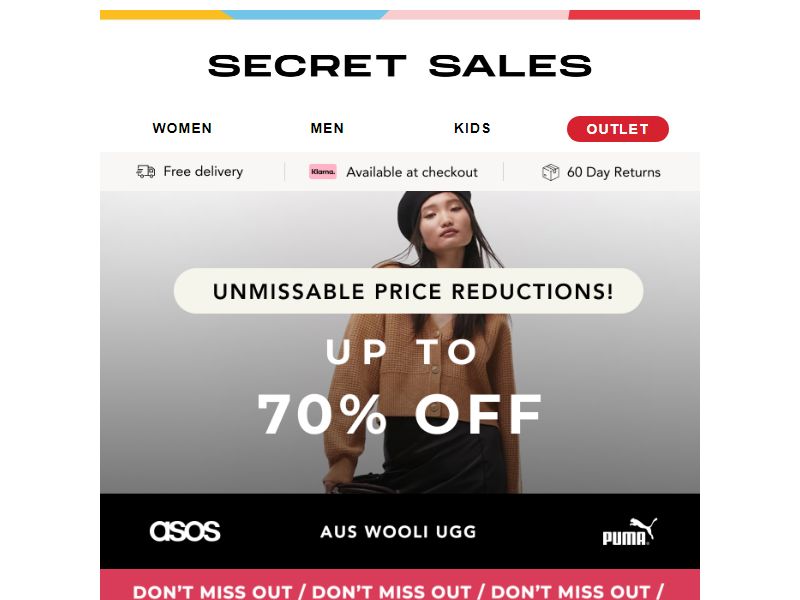 SECRET SALES
WOMEN MEN KIDS OUTLET
Free delivery Klarna. Available at checkout 60 Day Returns
UNMISSABLE PRICE REDUCTIONS!
UP TO
70% OFF
asos AUS WOOLI UGG PUMA
DON'T MISS OUT / DON'T MISS OUT / DON'T MISS OUT /